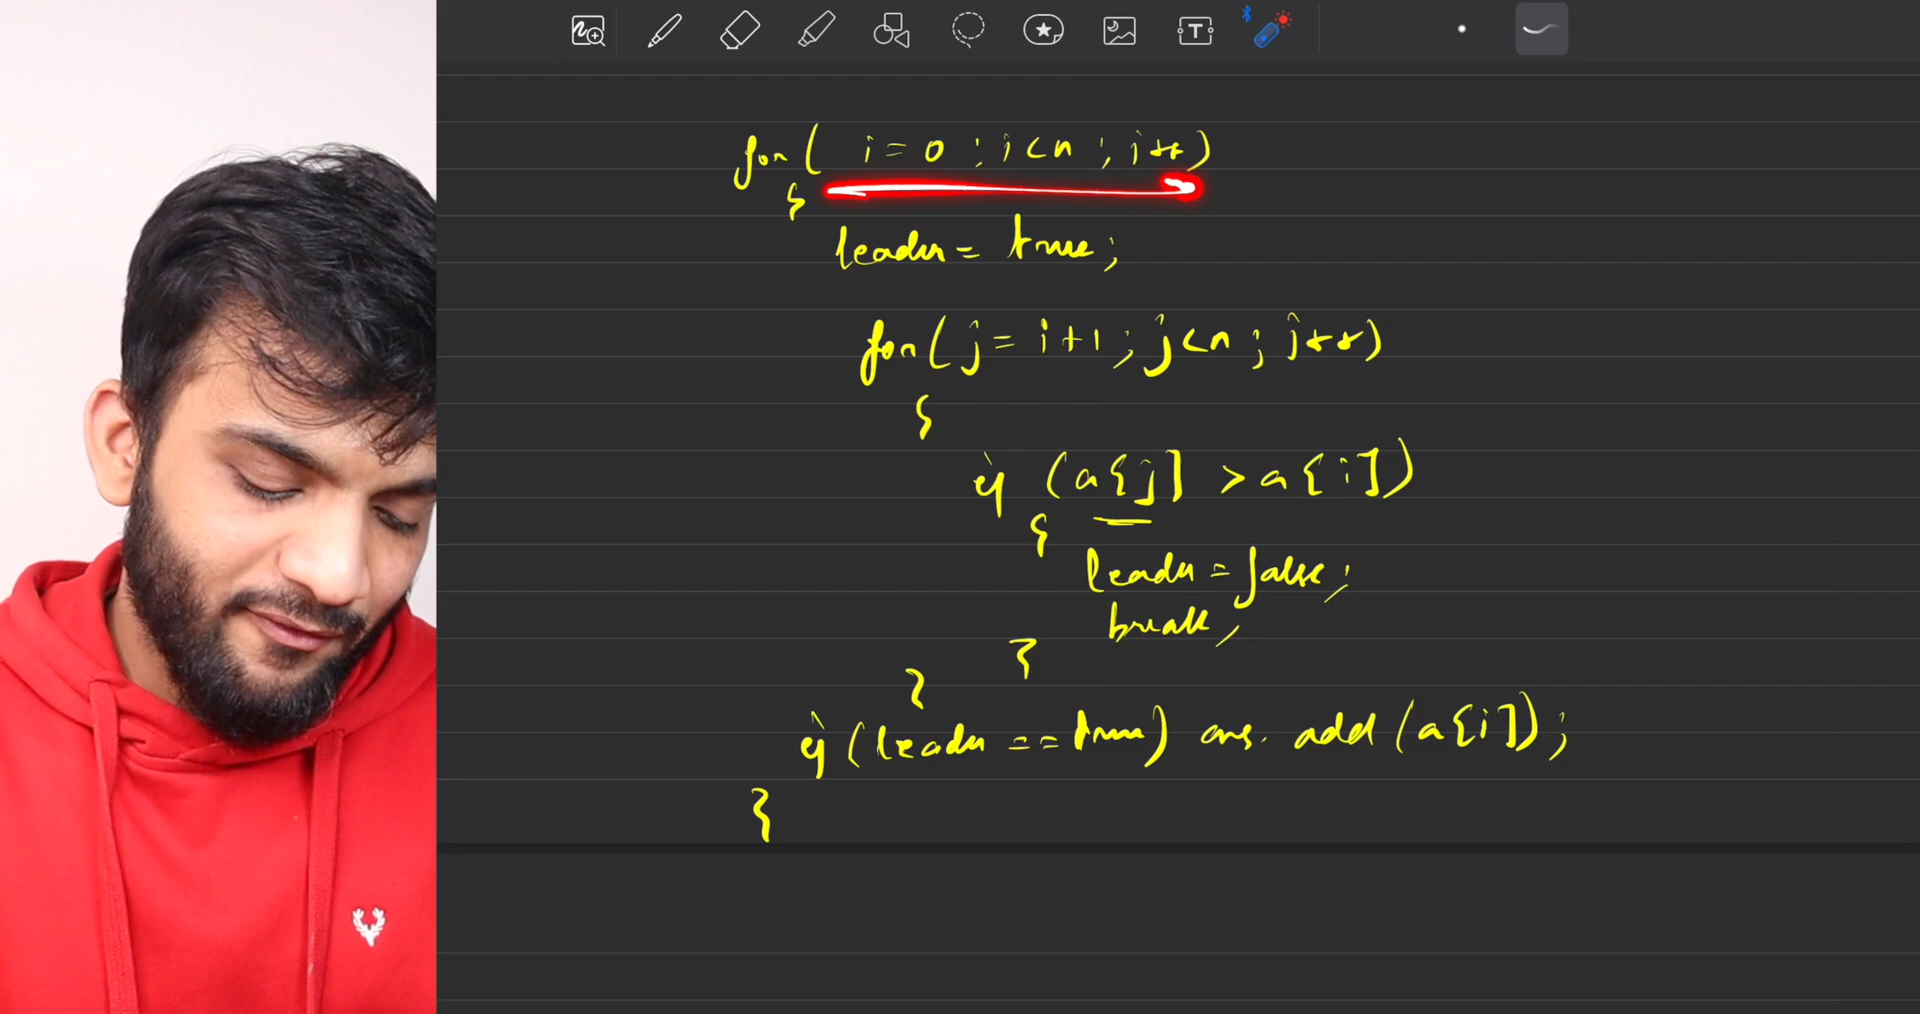 for( i = 0 ; i < n ; i++)
{
leader = true;
for( j = i + 1 ; j < n ; j++)
{
if (a[j] > a[i])
{
leader = false;
break;
}
}
if (leader == true) ans. add (a[i]);
}